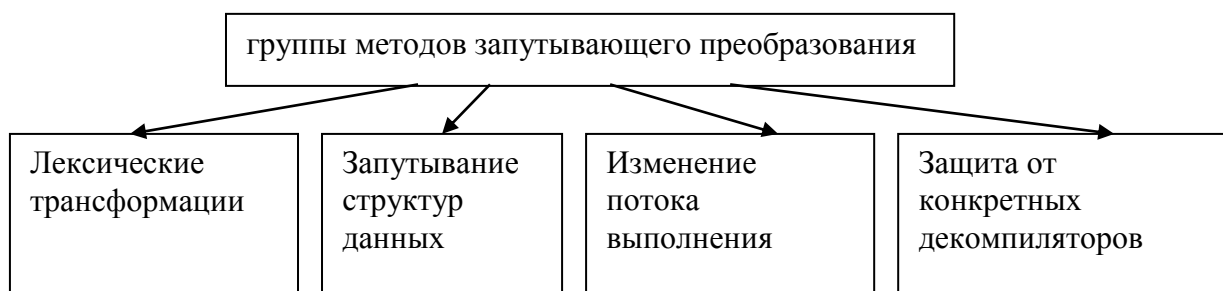 группы методов запутывающего преобразования
Лексические
трансформации
Запутывание
структур
данных
Изменение
потока
выполнения
Защита от
конкретных
декомпиляторов